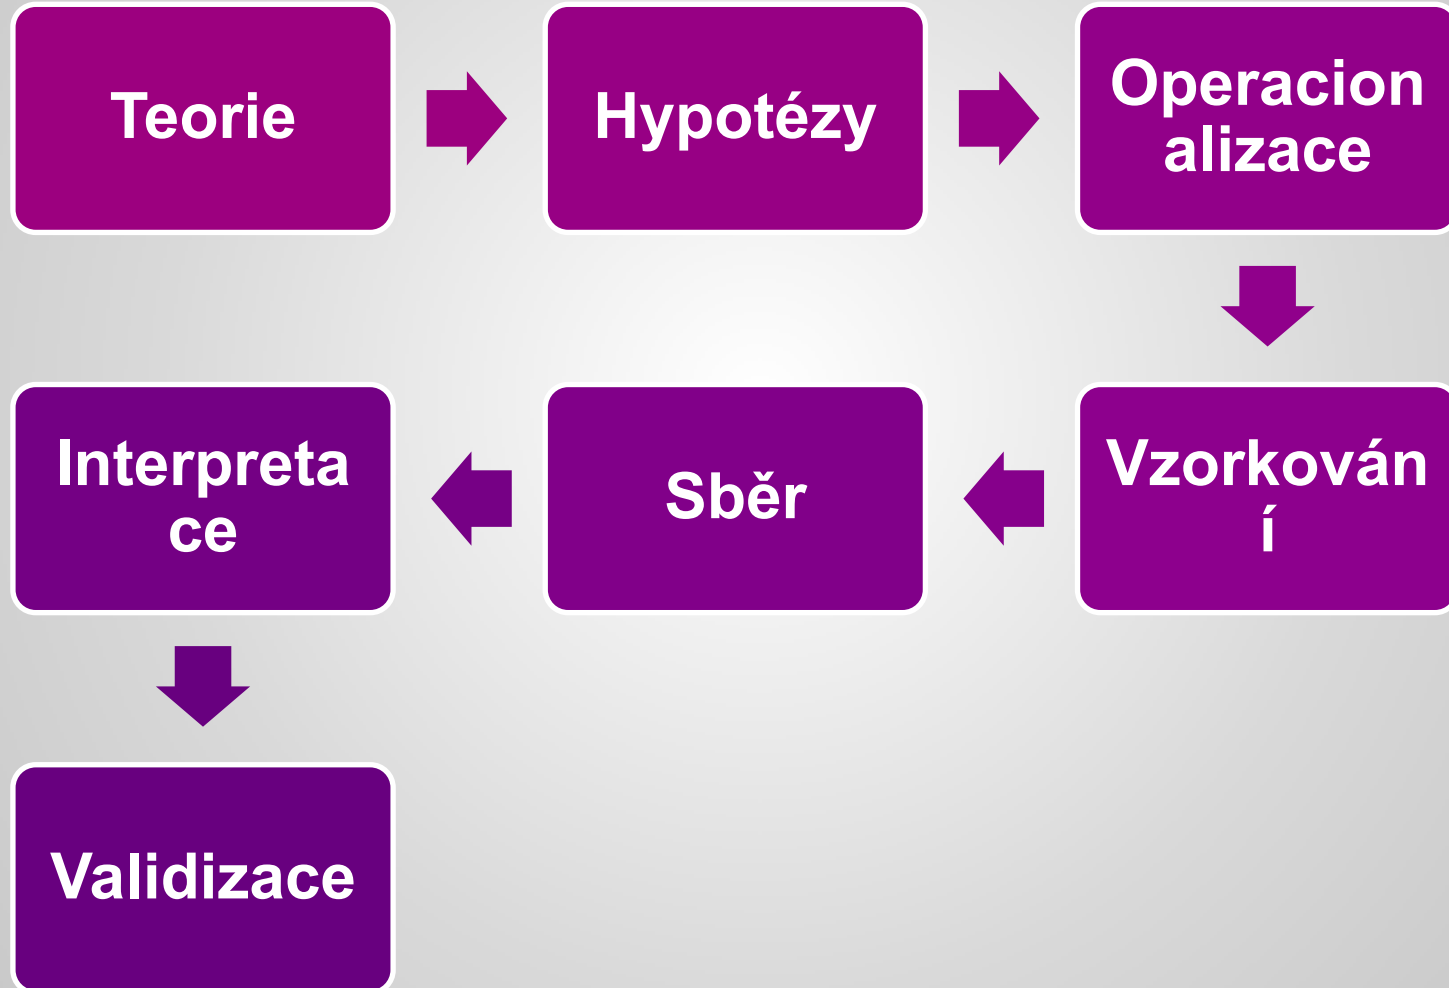 Teorie
Hypotézy
Operacion
alizace
Vzorkován
í
Sběr
Interpreta
ce
Validizace